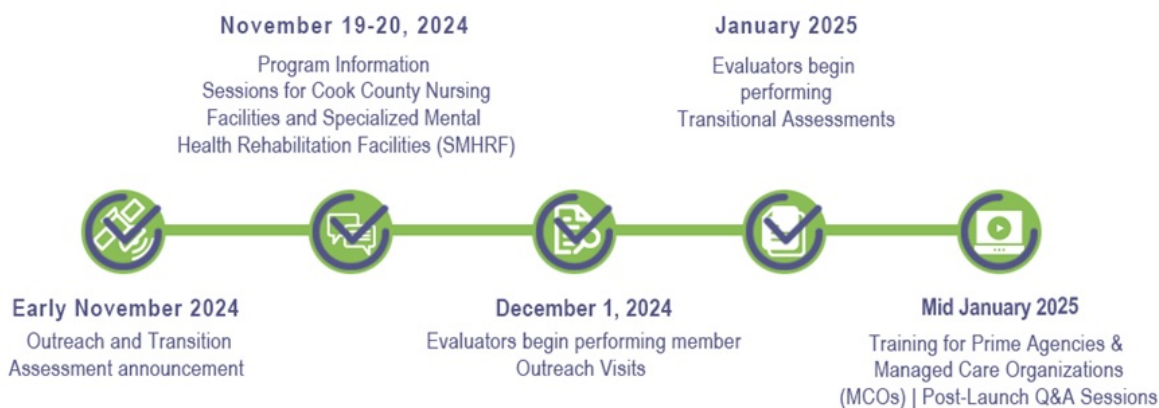 November 19-20, 2024
Program Information
Sessions for Cook County Nursing
Facilities and Specialized Mental
Health Rehabilitation Facilities (SMHRF)
January 2025
Evaluators begin
performing
Transitional Assessments
Early November 2024
Outreach and Transition
Assessment announcement
December 1, 2024
Evaluators begin performing member
Outreach Visits
Mid January 2025
Training for Prime Agencies &
Managed Care Organizations
(MCOs) | Post-Launch Q&A Sessions